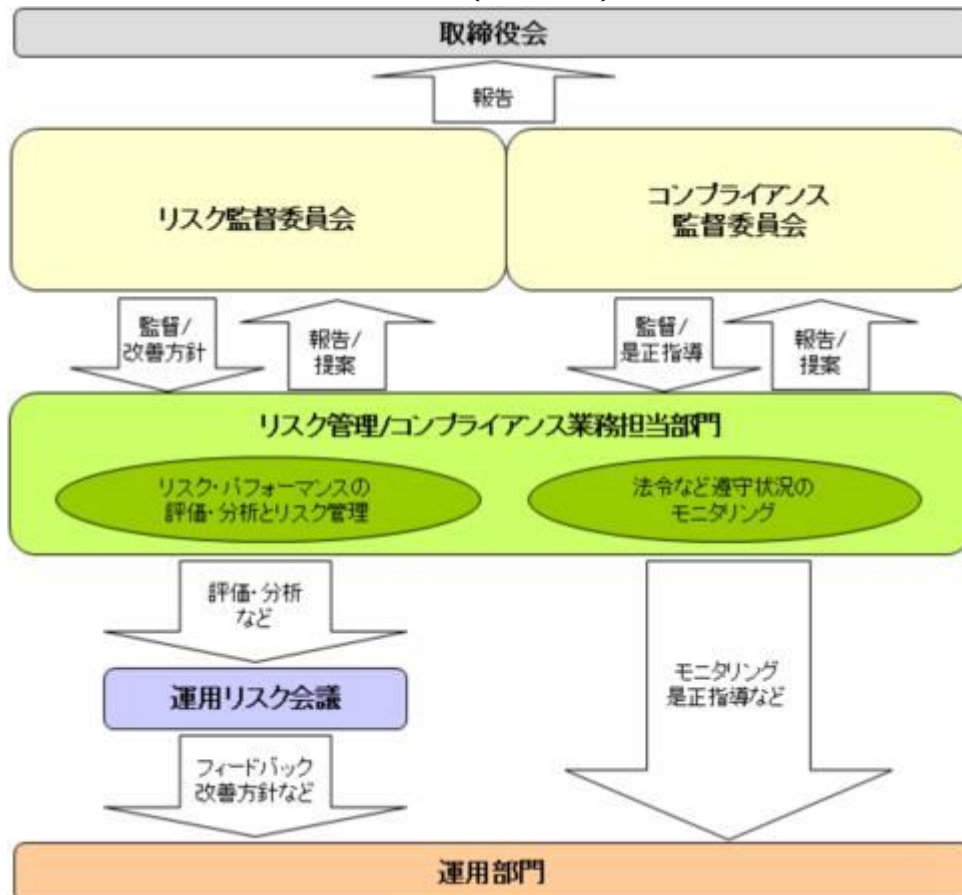 取締役会
報告
リスク監督委員会
コンプライアンス
監督委員会
監督/
改善方針
報告/
提案
監督/
是正指導
報告/
提案
リスク管理/コンプライアンス業務担当部門
リスク・パフォーマンスの
評価・分析とリスク管理
法令など遵守状況の
モニタリング
評価・分析
など
運用リスク会議
モニタリング
是正指導など
フィードバック
改善方針など
運用部門